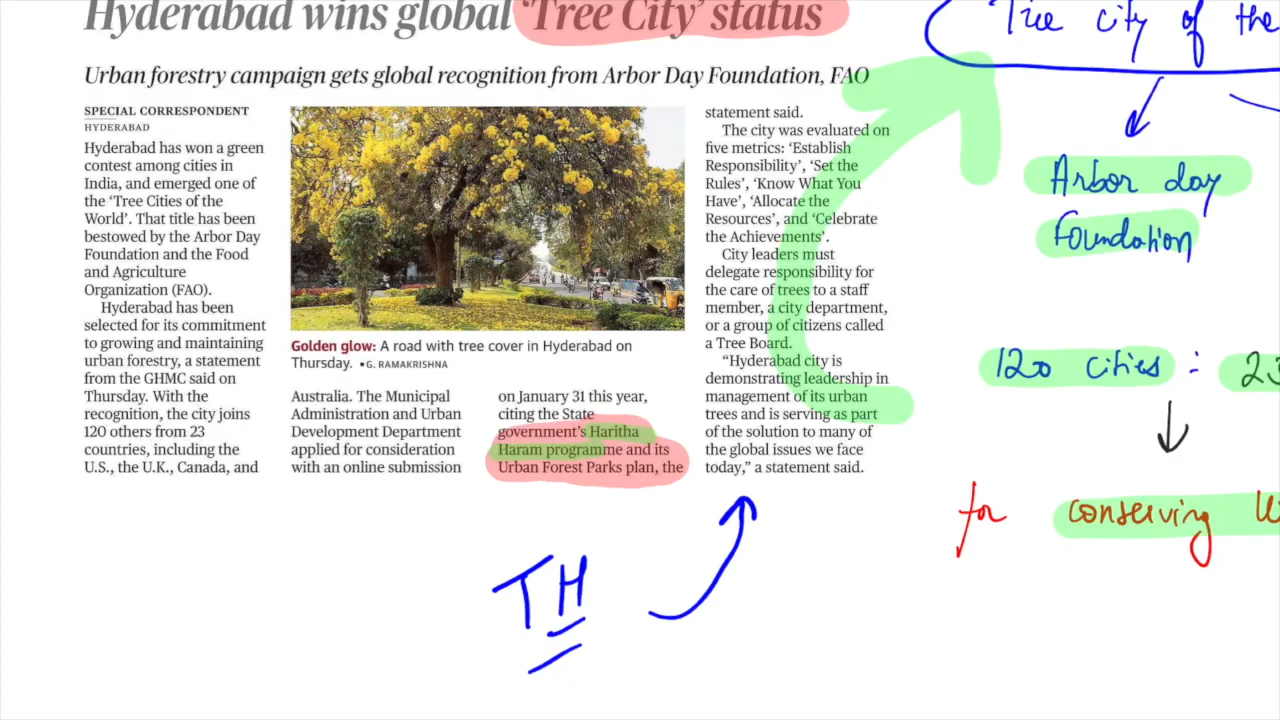 Hyderabad wins global ‘Tree City’ status
Urban forestry campaign gets global recognition from Arbor Day Foundation, FAO
SPECIAL CORRESPONDENT
HYDERABAD
Hyderabad has won a green
contest among cities in
India, and emerged one of
the ‘Tree Cities of the
World’. That title has been
bestowed by the Arbor Day
Foundation and the Food
and Agriculture
Organization (FAO).
Hyderabad has been
selected for its commitment
to growing and maintaining
urban forestry, a statement
from the GHMC said on
Thursday. With the
recognition, the city joins
120 others from 23
countries, including the
U.S., the U.K., Canada, and
Golden glow: A road with tree cover in Hyderabad on
Thursday. ▪ G. RAMAKRISHNA
Australia. The Municipal
Administration and Urban
Development Department
applied for consideration
with an online submission
on January 31 this year,
citing the State
government’s Haritha
Haram programme and its
Urban Forest Parks plan, the
statement said.
The city was evaluated on
five metrics: ‘Establish
Responsibility’, ‘Set the
Rules’, ‘Know What You
Have’, ‘Allocate the
Resources’, and ‘Celebrate
the Achievements’.
City leaders must
delegate responsibility for
the care of trees to a staff
member, a city department,
or a group of citizens called
a Tree Board.
“Hyderabad city is
demonstrating leadership in
management of its urban
trees and is serving as part
of the solution to many of
the global issues we face
today,” a statement said.
TH
Tree city of the
Arbor day
Foundation
120 cities : 23
for conserving